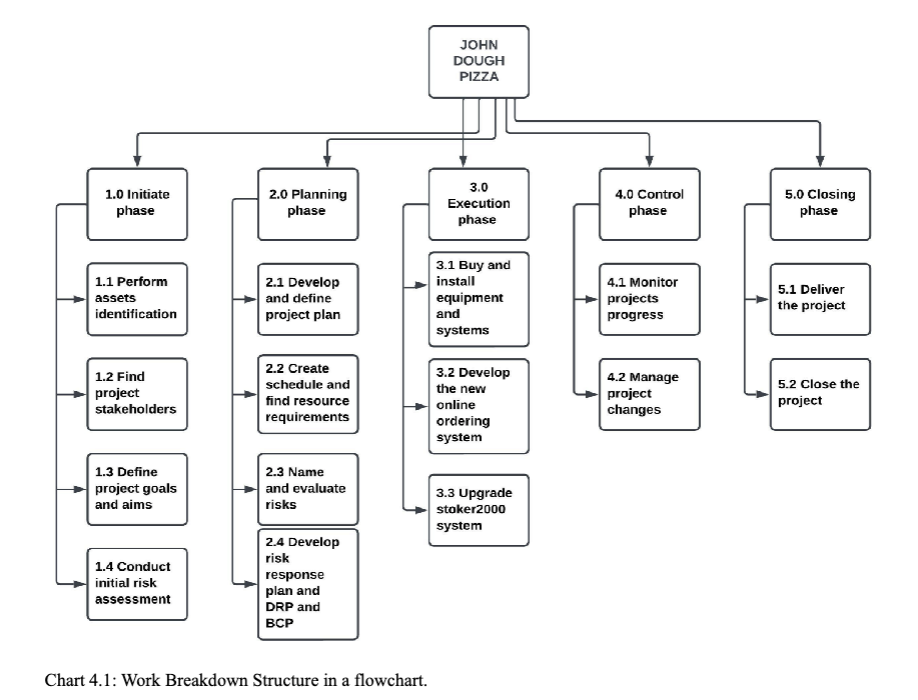 JOHN
DOUGH
PIZZA
1.0 Initiate
phase
1.1 Perform
assets
identification
1.2 Find
project
stakeholders
1.3 Define
project goals
and aims
1.4 Conduct
initial risk
assessment
2.0 Planning
phase
2.1 Develop
and define
project plan
2.2 Create
schedule and
find resource
requirements
2.3 Name
and evaluate
risks
2.4 Develop
risk
response
plan and
DRP and
BCP
3.0
Execution
phase
3.1 Buy and
install
equipment
and
systems
3.2 Develop
the new
online
ordering
system
3.3 Upgrade
stoker2000
system
4.0 Control
phase
4.1 Monitor
projects
progress
4.2 Manage
project
changes
5.0 Closing
phase
5.1 Deliver
the project
5.2 Close the
project
Chart 4.1: Work Breakdown Structure in a flowchart.